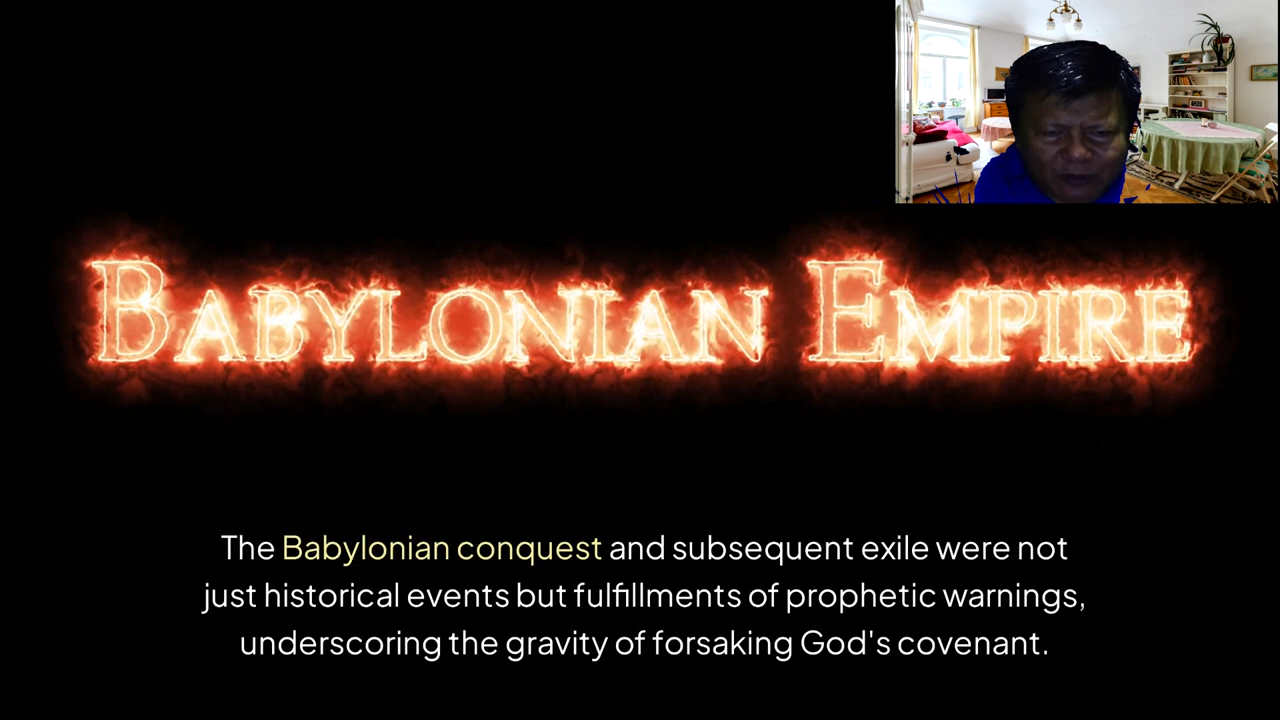 Babylonian Empire
The Babylonian conquest and subsequent exile were not
just historical events but fulfillments of prophetic warnings,
underscoring the gravity of forsaking God's covenant.